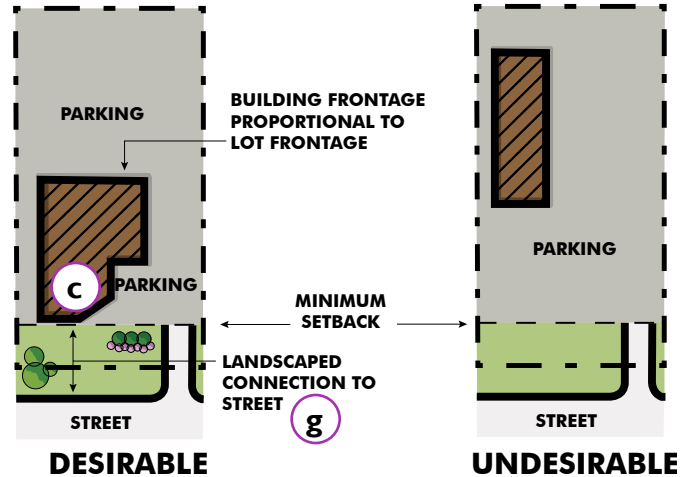 PARKING
BUILDING FRONTAGE
PROPORTIONAL TO
LOT FRONTAGE
c
PARKING
MINIMUM
SETBACK
LANDSCAPED
CONNECTION TO
STREET
g
STREET
DESIRABLE
PARKING
STREET
UNDESIRABLE